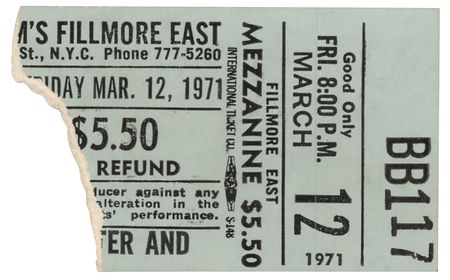 M'S FILLMORE EAST
St., N.Y.C. Phone 777-5260
FRIDAY MAR. 12, 1971
$5.50
REFUND
ducer against any
alteration in the
ts' performance.
TER AND
FILLMORE EAST
MEZZANINE $5.50
INTERNATIONAL TICKET CO.
Good Only
FRI. 8:00 P.M.
MARCH
12
1971
BB117